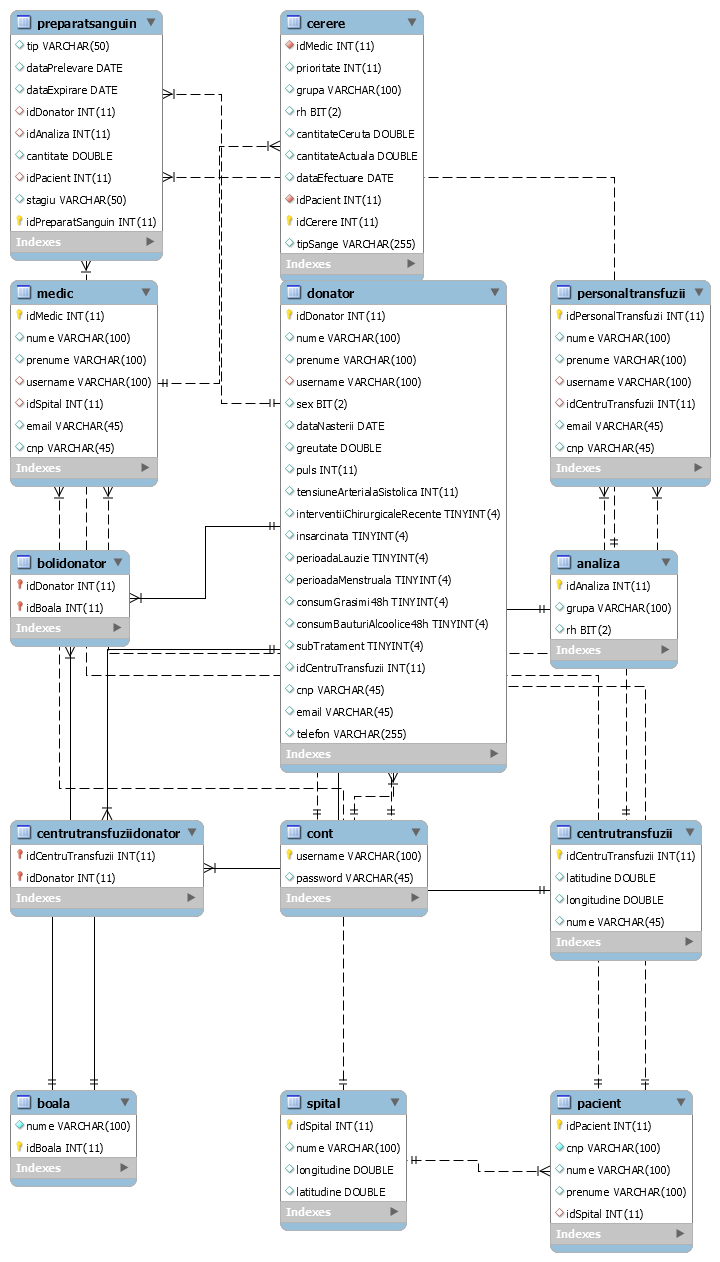 preparatsanguin
tip VARCHAR(50)
dataPrelevare DATE
dataExpirare DATE
idDonator INT(11)
idAnaliza INT(11)
cantitate DOUBLE
idPacient INT(11)
stagiu VARCHAR(50)
idPreparatSanguin INT(11)
Indexes
cerere
idMedic INT(11)
prioritate INT(11)
grupa VARCHAR(100)
rh BIT(2)
cantitateCeruta DOUBLE
cantitateActuala DOUBLE
dataEfectuare DATE
idPacient INT(11)
idCerere INT(11)
tipSange VARCHAR(255)
Indexes
medic
idMedic INT(11)
nume VARCHAR(100)
prenume VARCHAR(100)
username VARCHAR(100)
idSpital INT(11)
email VARCHAR(45)
cnp VARCHAR(45)
Indexes
donator
idDonator INT(11)
nume VARCHAR(100)
prenume VARCHAR(100)
username VARCHAR(100)
sex BIT(2)
dataNasterii DATE
greutate DOUBLE
puls INT(11)
tensiuneArterialaSistolica INT(11)
interventiiChirurgicaleRecente TINYINT(4)
insarcinata TINYINT(4)
perioadaLauzie TINYINT(4)
perioadaMenstruala TINYINT(4)
consumGrasimi48h TINYINT(4)
consumBauturiAlcoolice48h TINYINT(4)
subTratament TINYINT(4)
idCentruTransfuzii INT(11)
cnp VARCHAR(45)
email VARCHAR(45)
telefon VARCHAR(255)
Indexes
personaltransfuzii
idPersonalTransfuzii INT(11)
nume VARCHAR(100)
prenume VARCHAR(100)
username VARCHAR(100)
idCentruTransfuzii INT(11)
email VARCHAR(45)
cnp VARCHAR(45)
Indexes
bolidonator
idDonator INT(11)
idBoala INT(11)
Indexes
analiza
idAnaliza INT(11)
grupa VARCHAR(100)
rh BIT(2)
Indexes
centrutransfuziidonator
idCentruTransfuzii INT(11)
idDonator INT(11)
Indexes
cont
username VARCHAR(100)
password VARCHAR(45)
Indexes
centrutransfuzii
idCentruTransfuzii INT(11)
latitudine DOUBLE
longitudine DOUBLE
nume VARCHAR(45)
Indexes
boala
nume VARCHAR(100)
idBoala INT(11)
Indexes
spital
idSpital INT(11)
nume VARCHAR(100)
longitudine DOUBLE
latitudine DOUBLE
Indexes
pacient
idPacient INT(11)
cnp VARCHAR(100)
nume VARCHAR(100)
prenume VARCHAR(100)
idSpital INT(11)
Indexes